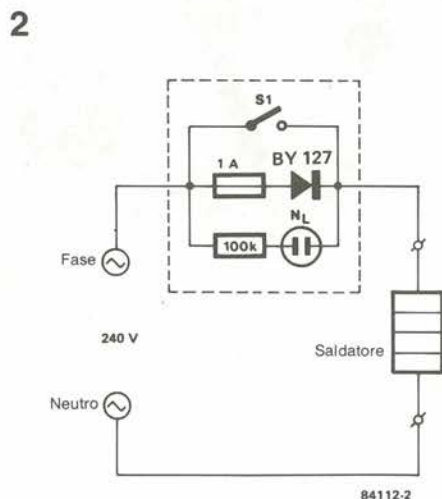 2
S1
1 A
BY 127
NL
100k
Fase
240 V
Saldatore
Neutro
84112-2